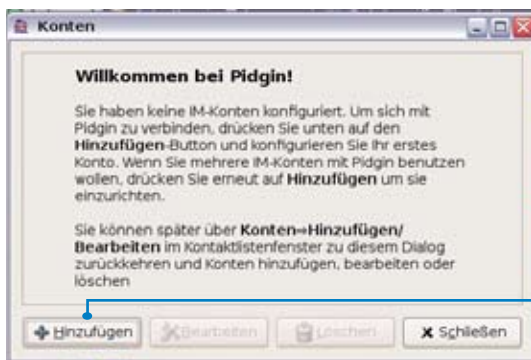 Konten
Willkommen bei Pidgin!
Sie haben keine IM-Konten konfiguriert. Um sich mit
Pidgin zu verbinden, drücken Sie unten auf den
Hinzufügen-Button und konfigurieren Sie Ihr erstes
Konto. Wenn Sie mehrere IM-Konten mit Pidgin benutzen
wollen, drücken Sie erneut auf Hinzufügen um sie
einzurichten.
Sie können später über Konten⇨Hinzufügen/
Bearbeiten im Kontaktlistenfenster zu diesem Dialog
zurückkehren und Konten hinzufügen, bearbeiten oder
löschen
Hinzufügen Bearbeiten Löschen Schließen